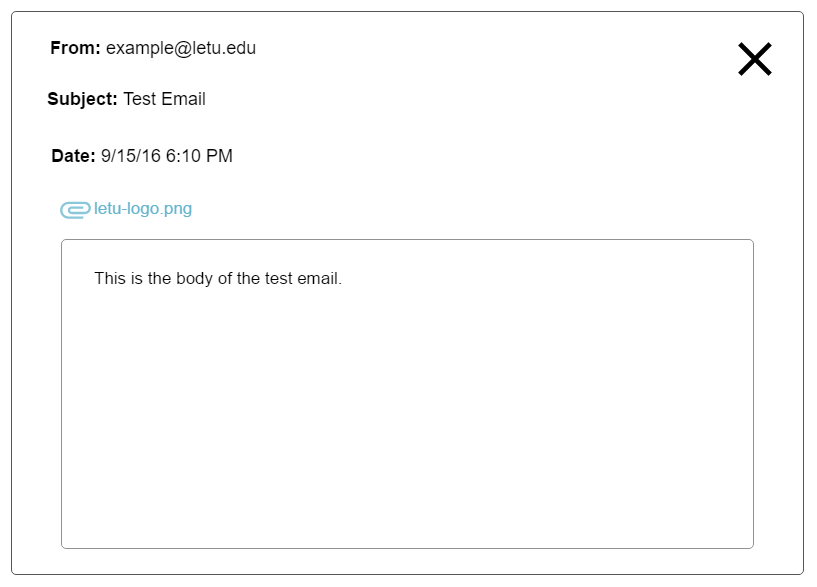 From: example@letu.edu
Subject: Test Email
Date: 9/15/16 6:10 PM
letu-logo.png
This is the body of the test email.